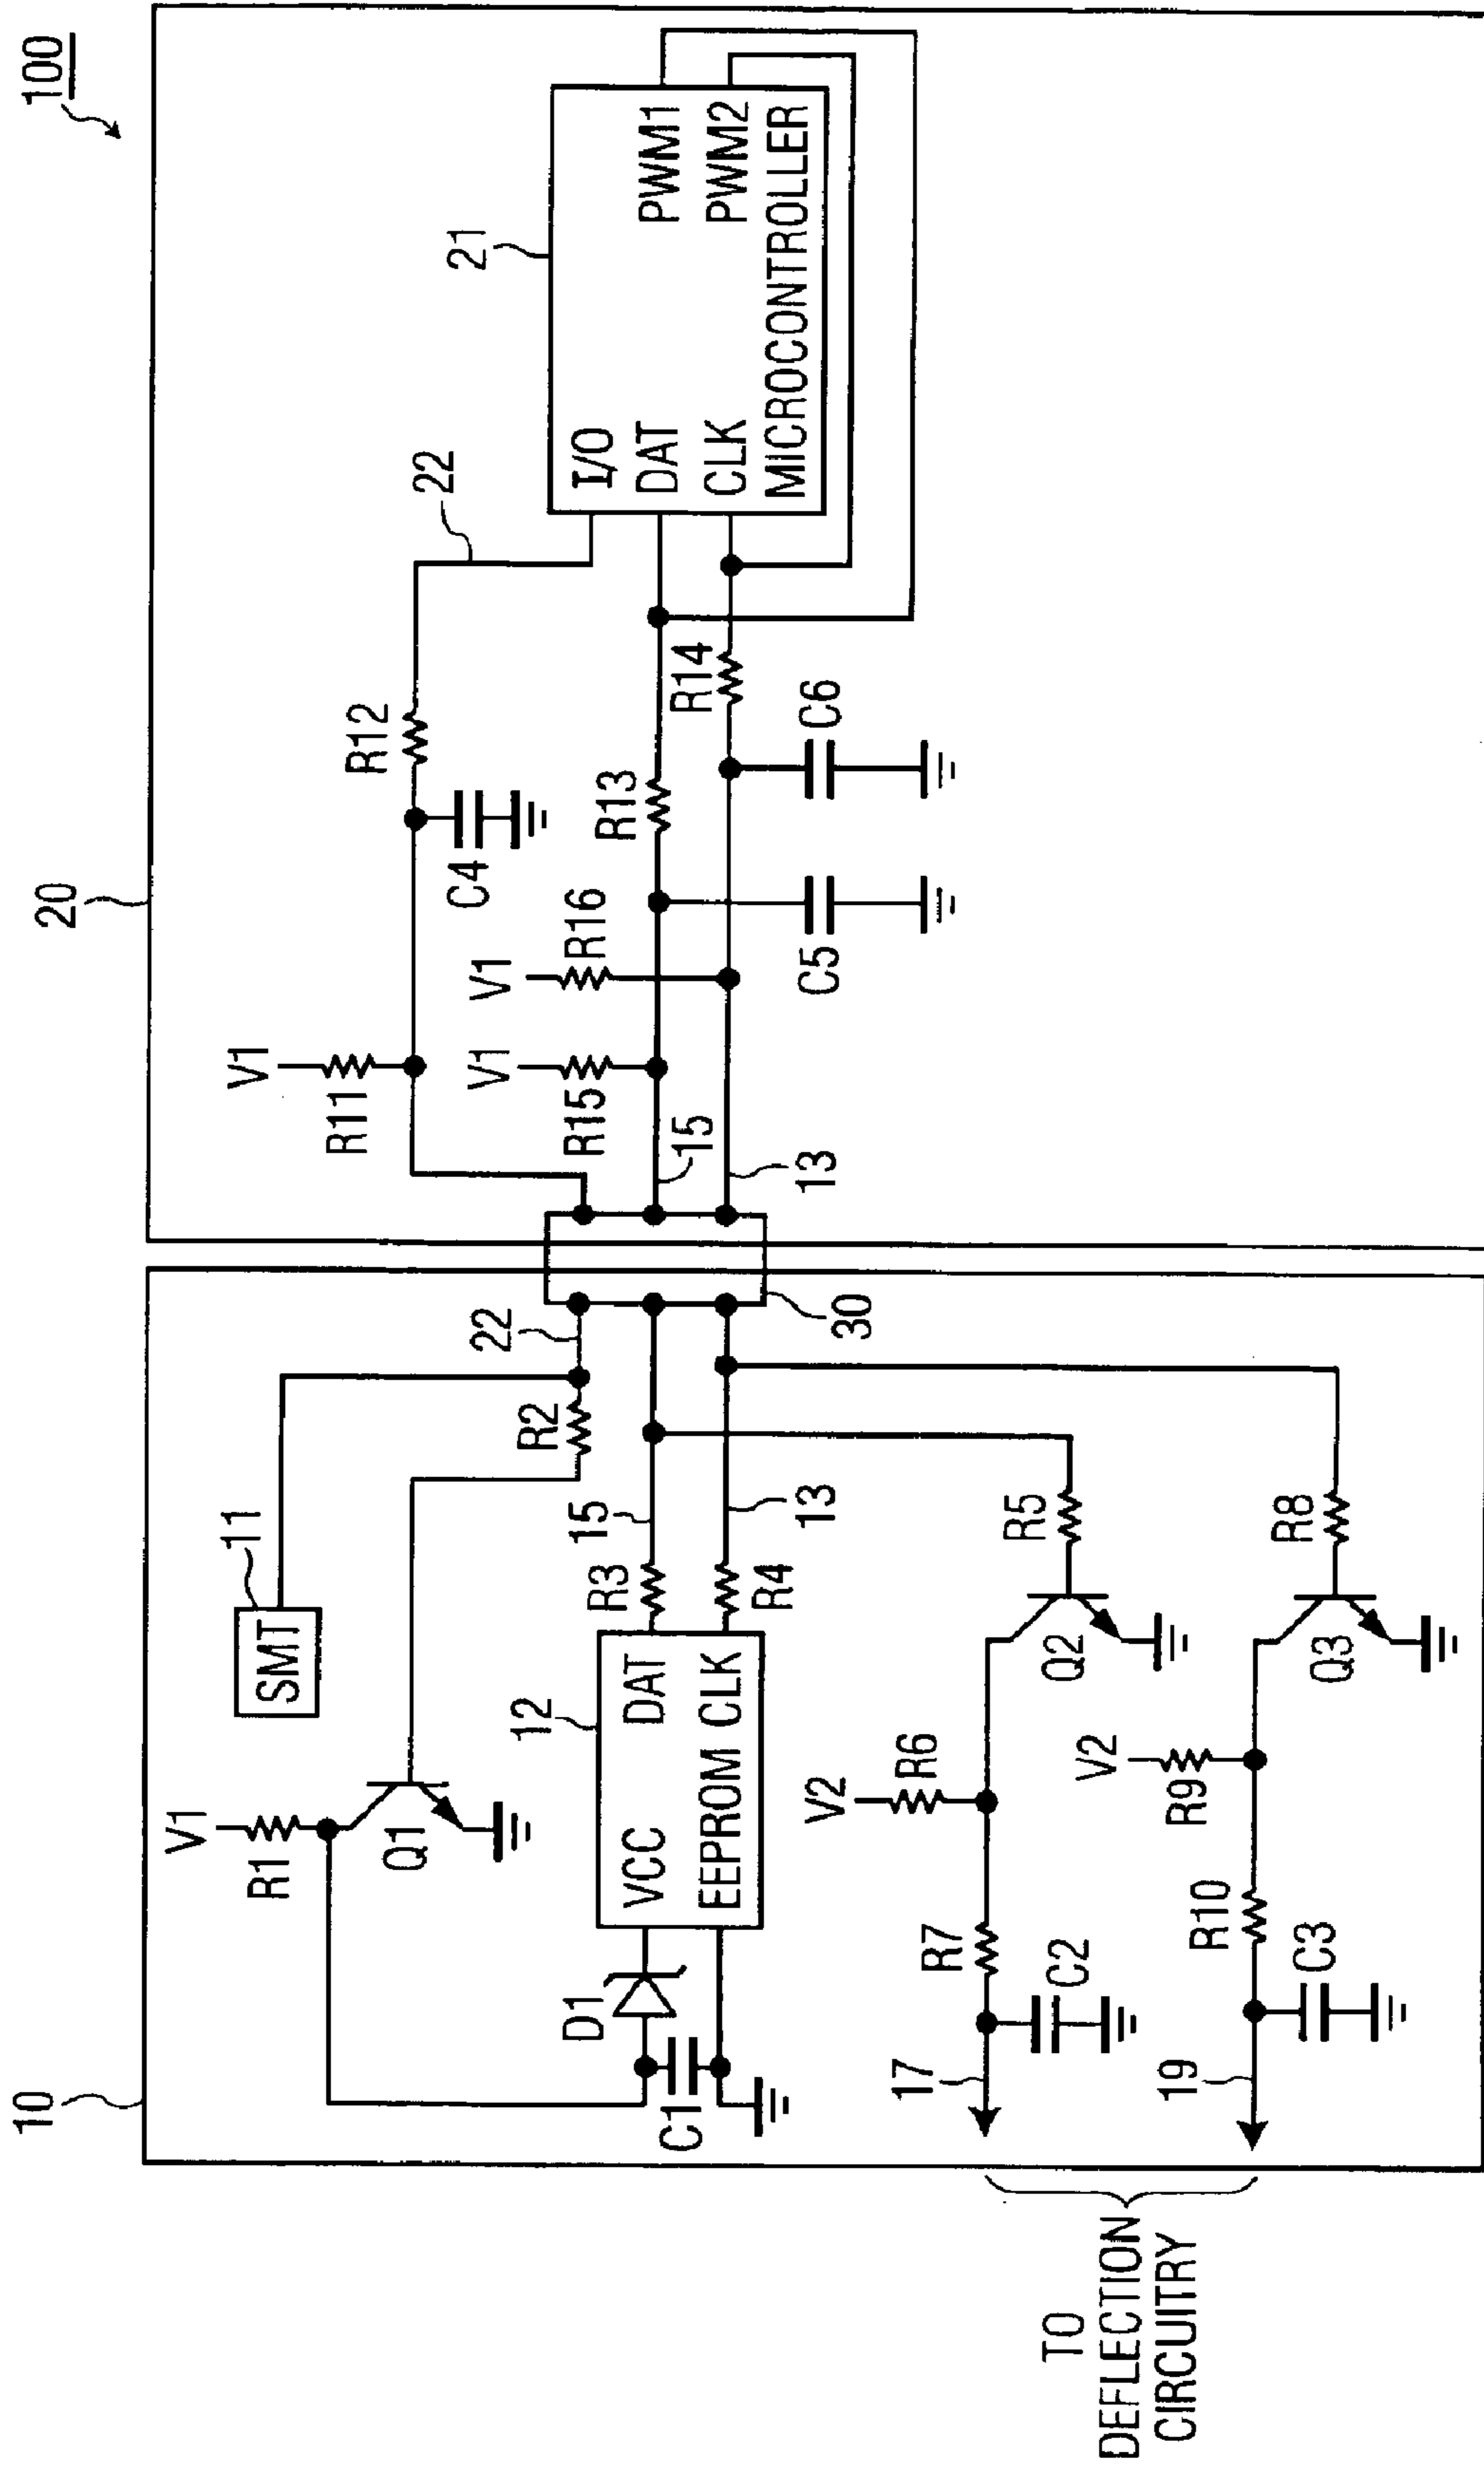 100
10
20
V1
R1
Q1
SMT
11
V1
R11
R12
C4
22
I/O
DAT
CLK
PWM1
PWM2
MICROCONTROLLER
21
D1
C1
VCC
DAT
EEPROM CLK
12
R3
R4
15
13
R2
22
30
15
13
V1
R15
V1
R16
R13
R14
C5
C6
17
C2
R7
V2
R6
Q2
R5
19
C3
R10
V2
R9
Q3
R8
TO
DEFLECTION
CIRCUITRY